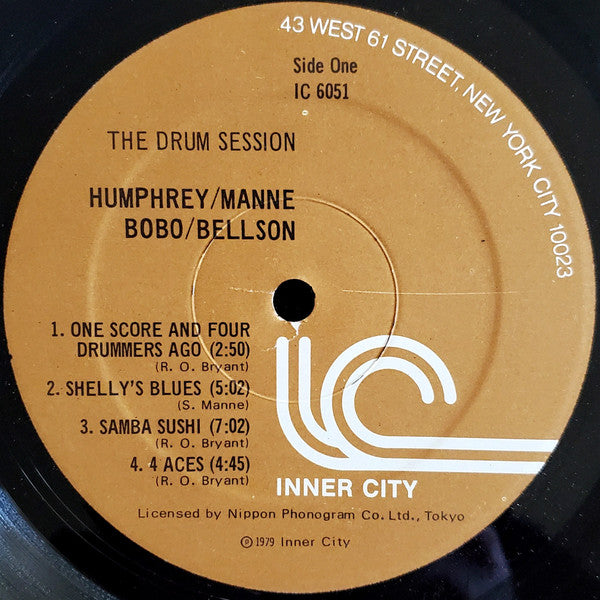 43 WEST 61 STREET, NEW YORK CITY 10023
Side One
IC 6051
THE DRUM SESSION
HUMPHREY/MANNE
BOBO/BELLSON
1. ONE SCORE AND FOUR
DRUMMERS AGO (2:50)
(R. O. Bryant)
2. SHELLY'S BLUES (5:02)
(S. Manne)
3. SAMBA SUSHI (7:02)
(R. O. Bryant)
4. 4 ACES (4:45)
(R. O. Bryant)
IC
INNER CITY
Licensed by Nippon Phonogram Co. Ltd., Tokyo
℗ 1979 Inner City